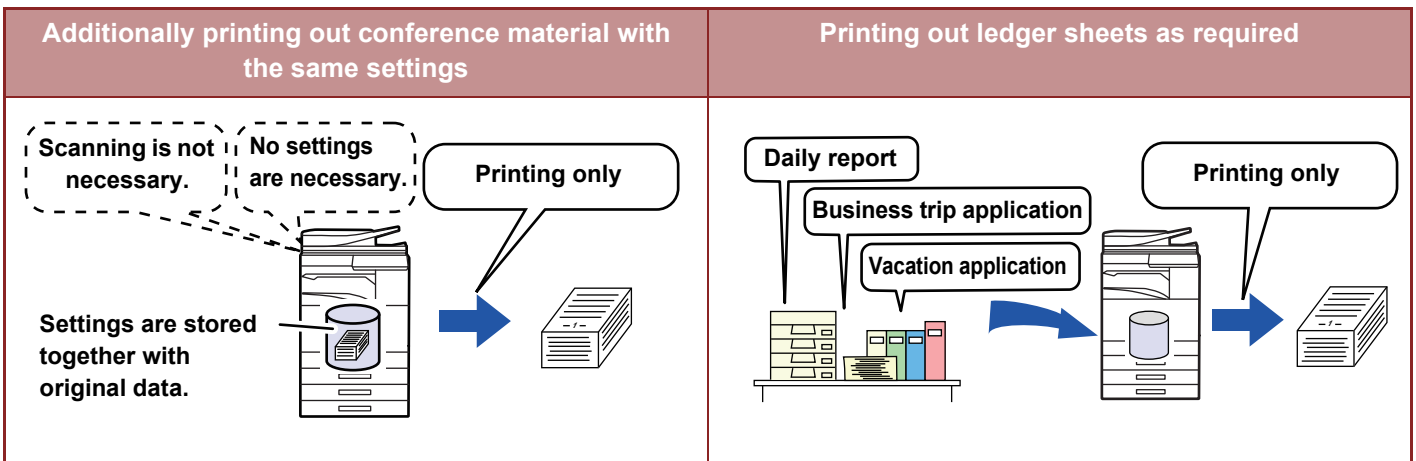 Additionally printing out conference material with
the same settings
Printing out ledger sheets as required
Scanning is not
necessary.
No settings
are necessary.
Printing only
Settings are stored
together with
original data.
–1–
Daily report
Business trip application
Vacation application
Printing only
–1–